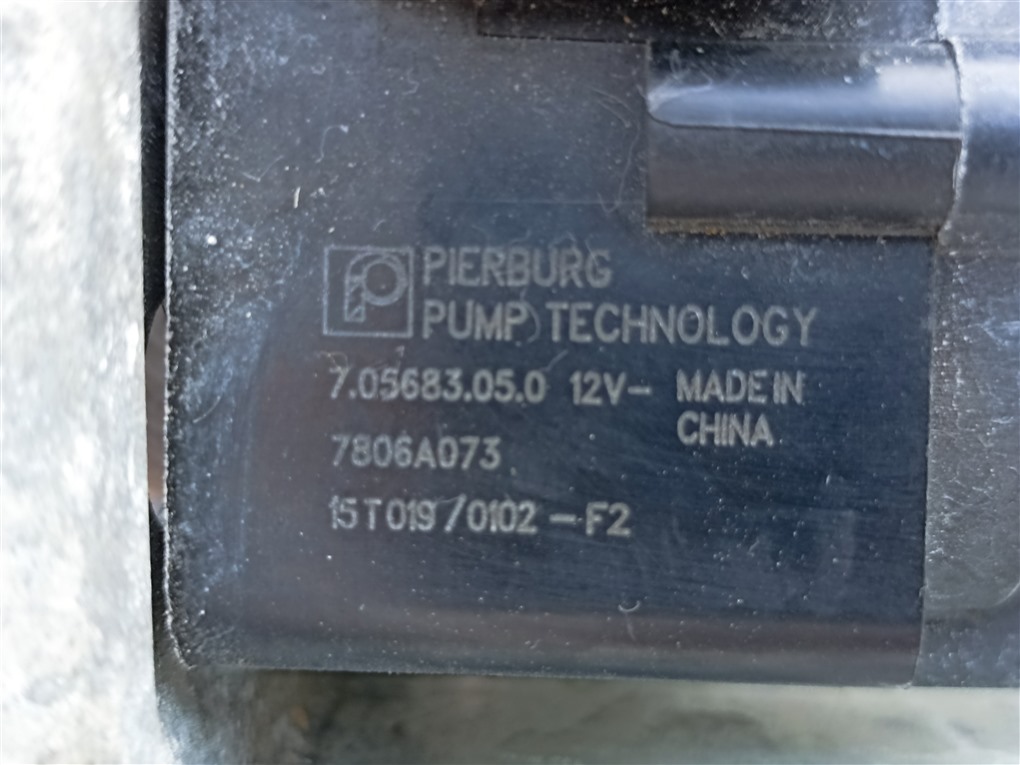 PIERBURG
PUMP TECHNOLOGY
7.05683.05.0 12V- MADE IN
CHINA
7806A073
15T019/0102-F2